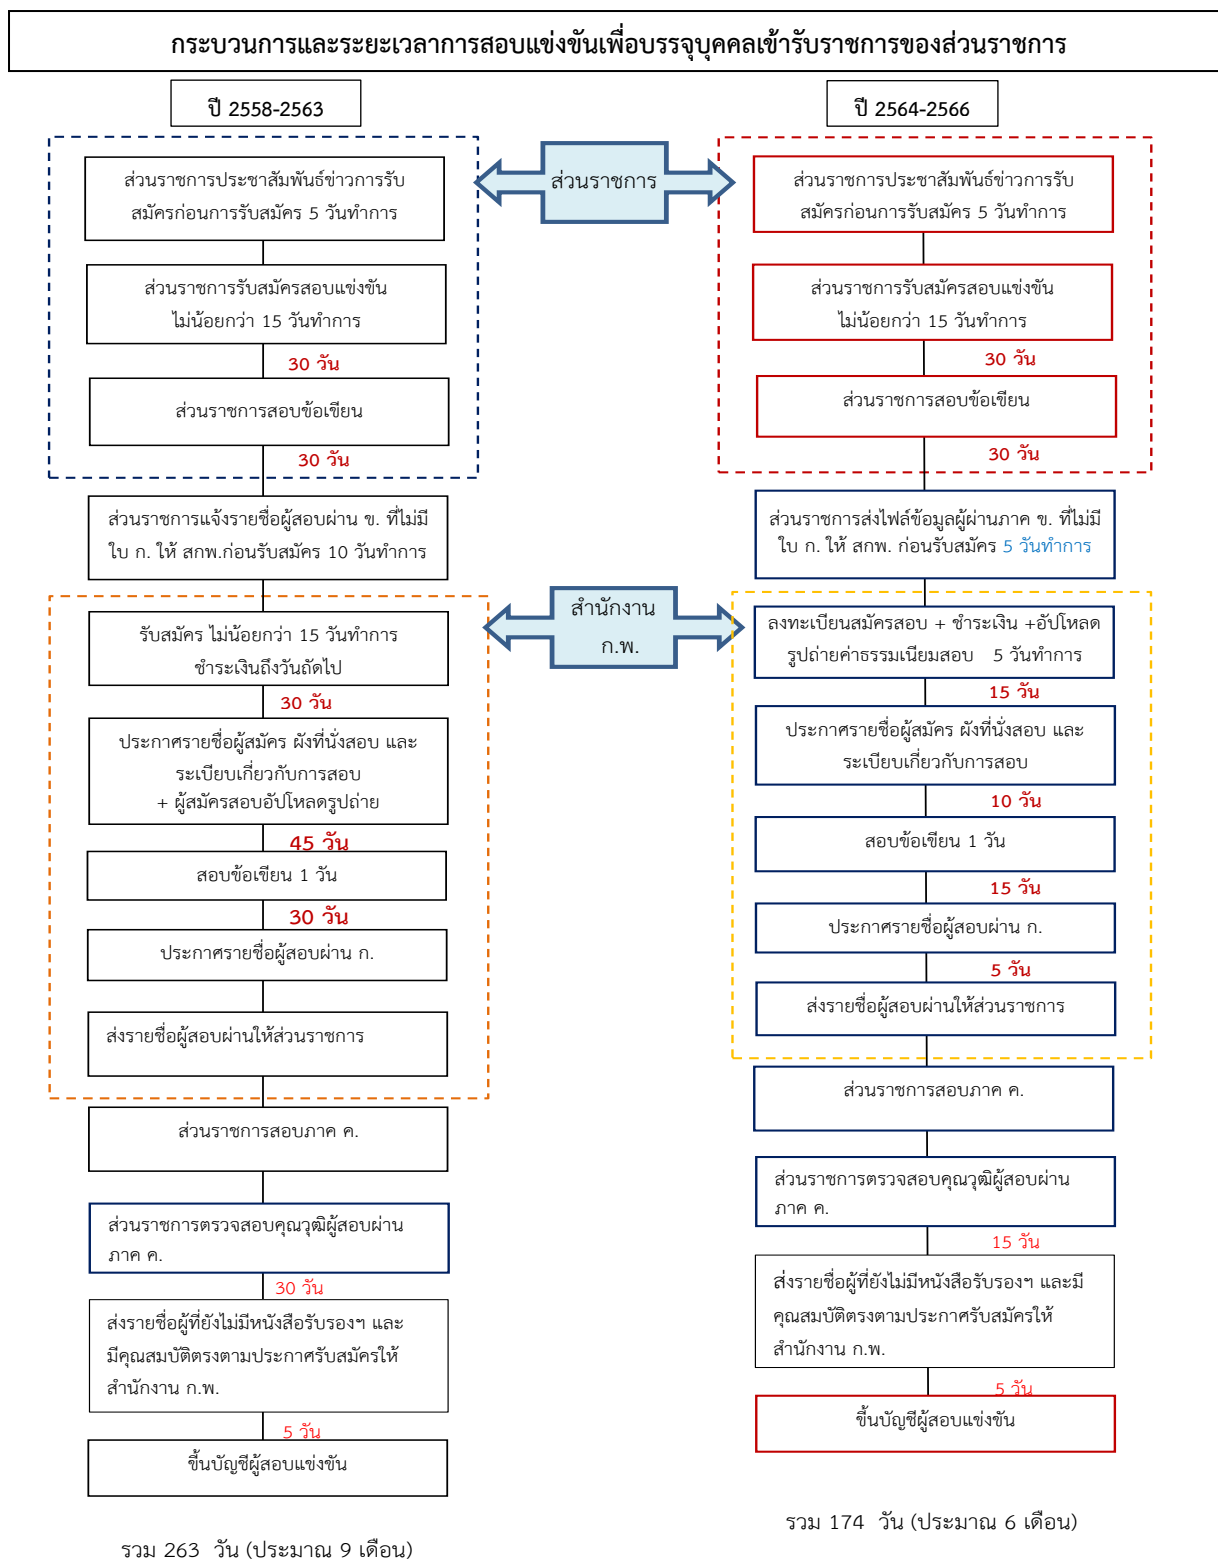 กระบวนการและระยะเวลาการสอบแข่งขันเพื่อบรรจุบุคคลเข้ารับราชการของส่วนราชการ
ปี 2558-2563
ส่วนราชการประชาสัมพันธ์ข่าวการรับ
สมัครก่อนการรับสมัคร 5 วันทำการ
ส่วนราชการรับสมัครสอบแข่งขัน
ไม่น้อยกว่า 15 วันทำการ
30 วัน
ส่วนราชการสอบข้อเขียน
30 วัน
ส่วนราชการแจ้งรายชื่อผู้สอบผ่าน ข. ที่ไม่มี
ใบ ก. ให้ สกพ.ก่อนรับสมัคร 10 วันทำการ
รับสมัคร ไม่น้อยกว่า 15 วันทำการ
ชำระเงินถึงวันถัดไป
30 วัน
ประกาศรายชื่อผู้สมัคร ผังที่นั่งสอบ และ
ระเบียบเกี่ยวกับการสอบ
+ ผู้สมัครสอบอัปโหลดรูปถ่าย
45 วัน
สอบข้อเขียน 1 วัน
30 วัน
ประกาศรายชื่อผู้สอบผ่าน ก.
ส่งรายชื่อผู้สอบผ่านให้ส่วนราชการ
ส่วนราชการสอบภาค ค.
ส่วนราชการตรวจสอบคุณวุฒิผู้สอบผ่าน
ภาค ค.
30 วัน
ส่งรายชื่อผู้ที่ยังไม่มีหนังสือรับรองฯ และ
มีคุณสมบัติตรงตามประกาศรับสมัครให้
สำนักงาน ก.พ.
5 วัน
ขึ้นบัญชีผู้สอบแข่งขัน
รวม 263 วัน (ประมาณ 9 เดือน)
ส่วนราชการ
สำนักงาน
ก.พ.
ปี 2564-2566
ส่วนราชการประชาสัมพันธ์ข่าวการรับ
สมัครก่อนการรับสมัคร 5 วันทำการ
ส่วนราชการรับสมัครสอบแข่งขัน
ไม่น้อยกว่า 15 วันทำการ
30 วัน
ส่วนราชการสอบข้อเขียน
30 วัน
ส่วนราชการส่งไฟล์ข้อมูลผู้ผ่านภาค ข. ที่ไม่มี
ใบ ก. ให้ สกพ. ก่อนรับสมัคร 5 วันทำการ
ลงทะเบียนสมัครสอบ + ชำระเงิน +อัปโหลด
รูปถ่ายค่าธรรมเนียมสอบ 5 วันทำการ
15 วัน
ประกาศรายชื่อผู้สมัคร ผังที่นั่งสอบ และ
ระเบียบเกี่ยวกับการสอบ
10 วัน
สอบข้อเขียน 1 วัน
15 วัน
ประกาศรายชื่อผู้สอบผ่าน ก.
5 วัน
ส่งรายชื่อผู้สอบผ่านให้ส่วนราชการ
ส่วนราชการสอบภาค ค.
ส่วนราชการตรวจสอบคุณวุฒิผู้สอบผ่าน
ภาค ค.
15 วัน
ส่งรายชื่อผู้ที่ยังไม่มีหนังสือรับรองฯ และมี
คุณสมบัติตรงตามประกาศรับสมัครให้
สำนักงาน ก.พ.
5 วัน
ขึ้นบัญชีผู้สอบแข่งขัน
รวม 174 วัน (ประมาณ 6 เดือน)